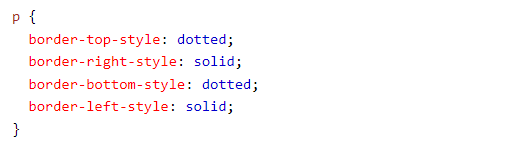 p {
  border-top-style: dotted;
  border-right-style: solid;
  border-bottom-style: dotted;
  border-left-style: solid;
}